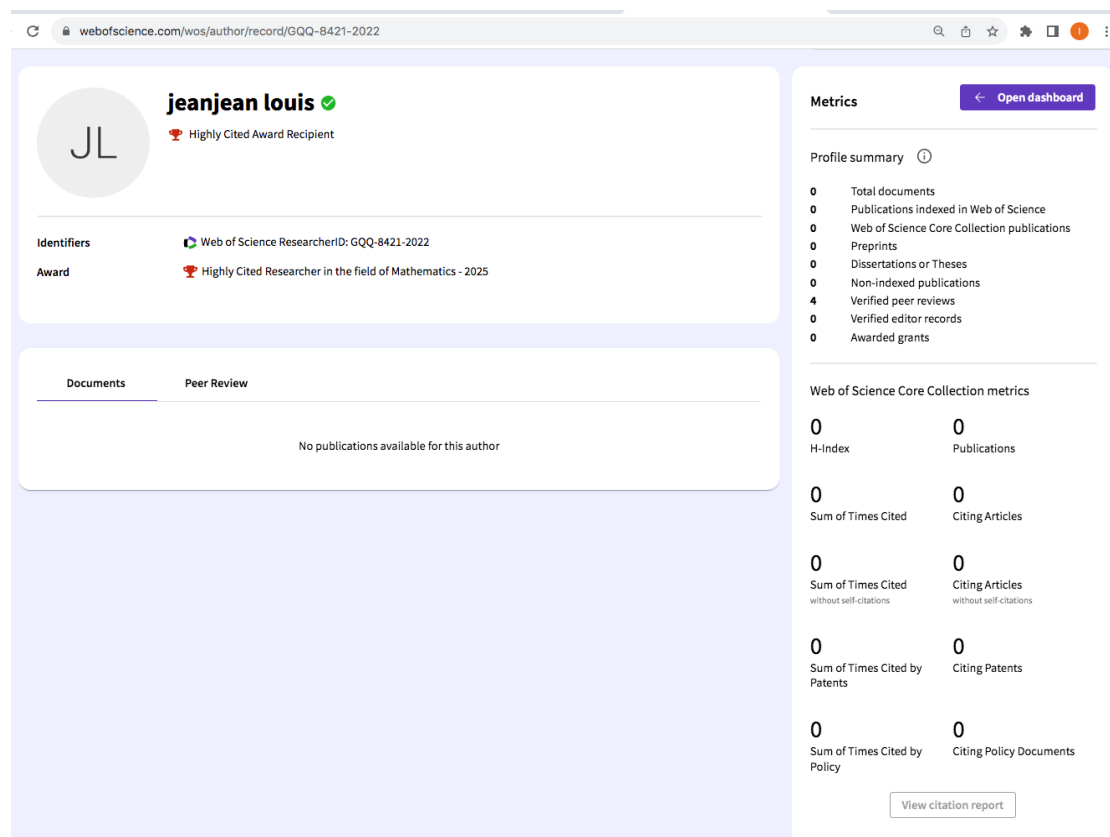 webofscience.com/wos/author/record/GQQ-8421-2022
I
JL
jeanjean louis
Highly Cited Award Recipient
Identifiers
Web of Science ResearcherID: GQQ-8421-2022
Award
Highly Cited Researcher in the field of Mathematics - 2025
Documents
Peer Review
No publications available for this author
Metrics
← Open dashboard
Profile summary
0 Total documents
0 Publications indexed in Web of Science
0 Web of Science Core Collection publications
0 Preprints
0 Dissertations or Theses
0 Non-indexed publications
4 Verified peer reviews
0 Verified editor records
0 Awarded grants
Web of Science Core Collection metrics
0 0
H-Index Publications
0 0
Sum of Times Cited Citing Articles
0 0
Sum of Times Cited Citing Articles
without self-citations without self-citations
0 0
Sum of Times Cited by Citing Patents
Patents
0 0
Sum of Times Cited by Citing Policy Documents
Policy
View citation report